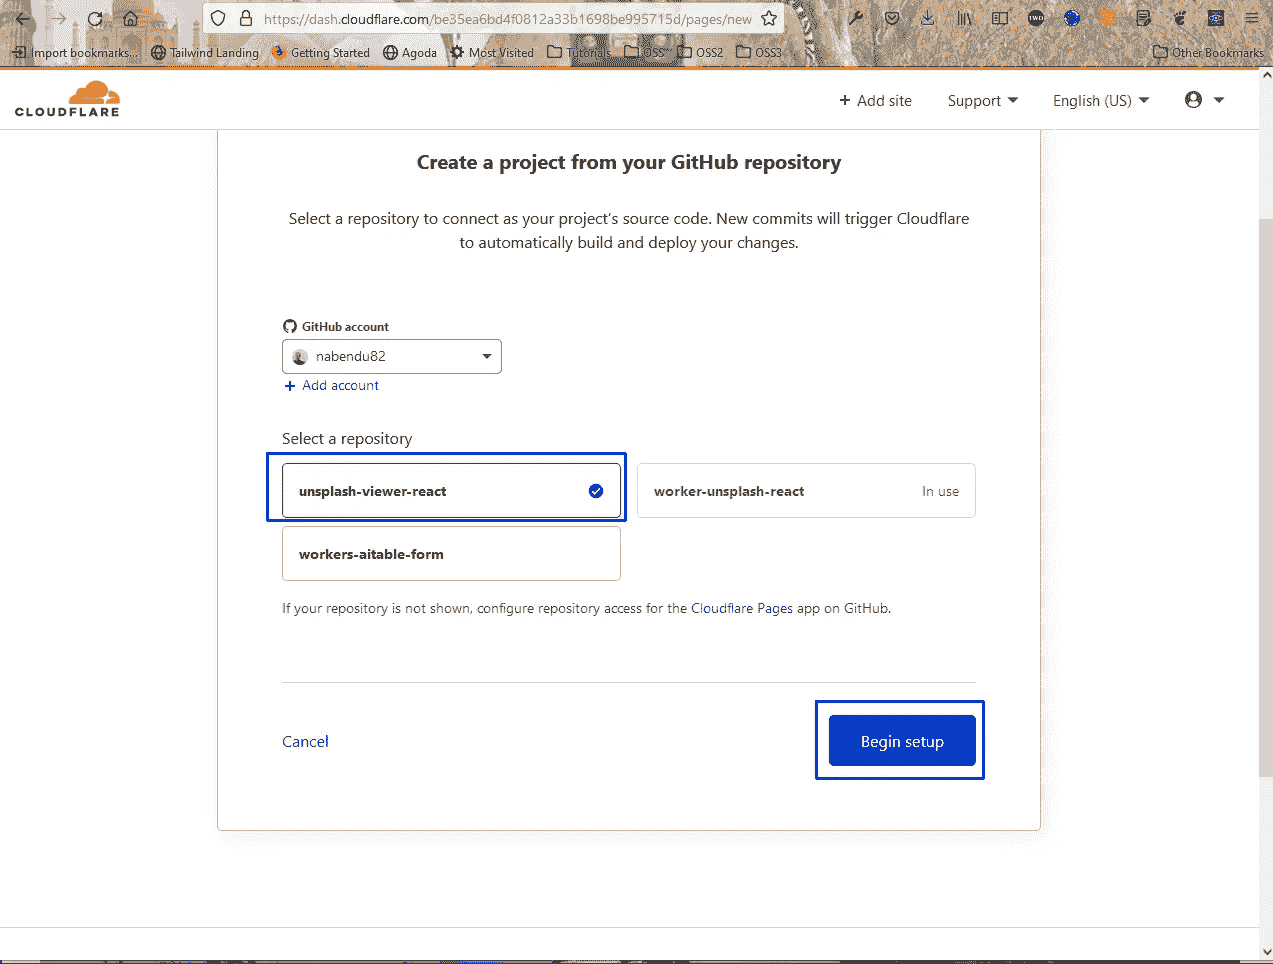 https://dash.cloudflare.com/be35ea6bd4f0812a33b1698be995715d/pages/new
Import bookmarks... Tailwind Landing Getting Started Agoda Most Visited Tutorials OSS OSS2 OSS3 Other Bookmarks
CLOUDFLARE
+ Add site Support English (US)
Create a project from your GitHub repository
Select a repository to connect as your project's source code. New commits will trigger Cloudflare
to automatically build and deploy your changes.
GitHub account
nabendu82
+ Add account
Select a repository
unsplash-viewer-react
worker-unsplash-react In use
workers-aitable-form
If your repository is not shown, configure repository access for the Cloudflare Pages app on GitHub.
Cancel
Begin setup